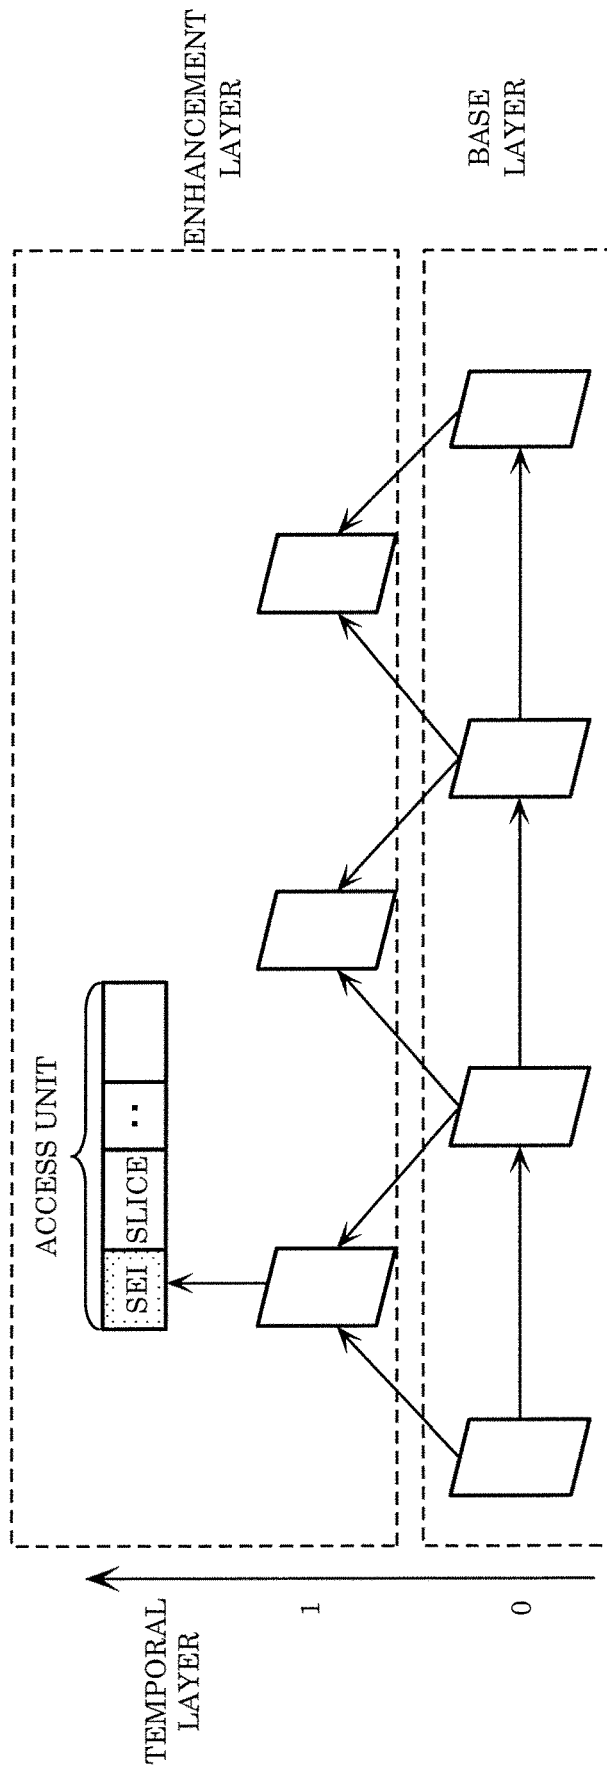 ACCESS UNIT
SEI SLICE ..
TEMPORAL
LAYER
1
0
ENHANCEMENT
LAYER
BASE
LAYER